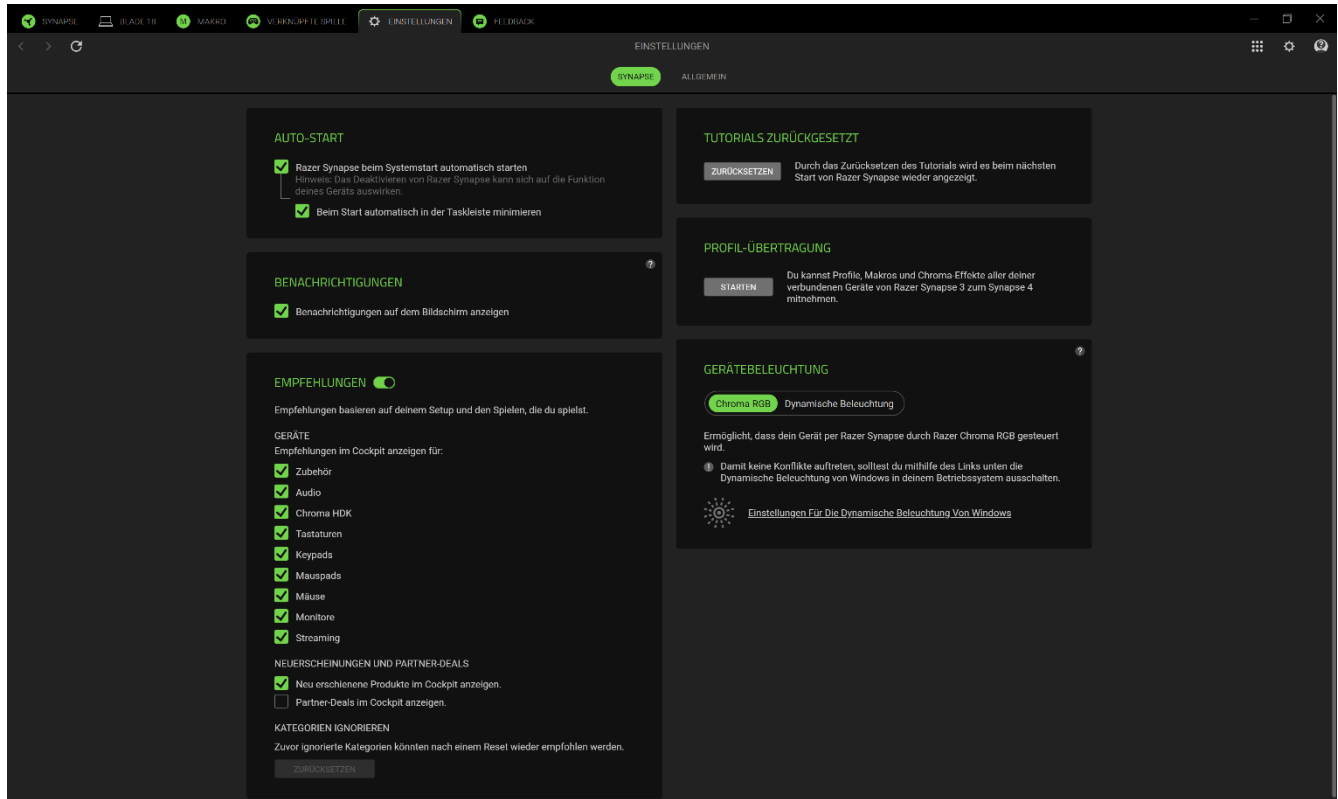 SYNAPSE
BLADE 18
M
MAKRO
VERKNÜPFTE SPIELE
EINSTELLUNGEN
FEEDBACK
EINSTELLUNGEN
SYNAPSE
ALLGEMEIN
AUTO-START
Razer Synapse beim Systemstart automatisch starten
Hinweis: Das Deaktivieren von Razer Synapse kann sich auf die Funktion
deines Geräts auswirken.
Beim Start automatisch in der Taskleiste minimieren
BENACHRICHTIGUNGEN
?
Benachrichtigungen auf dem Bildschirm anzeigen
EMPFEHLUNGEN
Empfehlungen basieren auf deinem Setup und den Spielen, die du spielst.
GERÄTE
Empfehlungen im Cockpit anzeigen für:
Zubehör
Audio
Chroma HDK
Tastaturen
Keypads
Mauspads
Mäuse
Monitore
Streaming
NEUERSCHEINUNGEN UND PARTNER-DEALS
Neu erschienene Produkte im Cockpit anzeigen.
Partner-Deals im Cockpit anzeigen.
KATEGORIEN IGNORIEREN
Zuvor ignorierte Kategorien könnten nach einem Reset wieder empfohlen werden.
ZURÜCKSETZEN
TUTORIALS ZURÜCKGESETZT
ZURÜCKSETZEN
Durch das Zurücksetzen des Tutorials wird es beim nächsten
Start von Razer Synapse wieder angezeigt.
PROFIL-ÜBERTRAGUNG
STARTEN
Du kannst Profile, Makros und Chroma-Effekte aller deiner
verbundenen Geräte von Razer Synapse 3 zum Synapse 4
mitnehmen.
GERÄTEBELEUCHTUNG
?
Chroma RGB
Dynamische Beleuchtung
Ermöglicht, dass dein Gerät per Razer Synapse durch Razer Chroma RGB gesteuert
wird.
Damit keine Konflikte auftreten, solltest du mithilfe des Links unten die
Dynamische Beleuchtung von Windows in deinem Betriebssystem ausschalten.
Einstellungen Für Die Dynamische Beleuchtung Von Windows